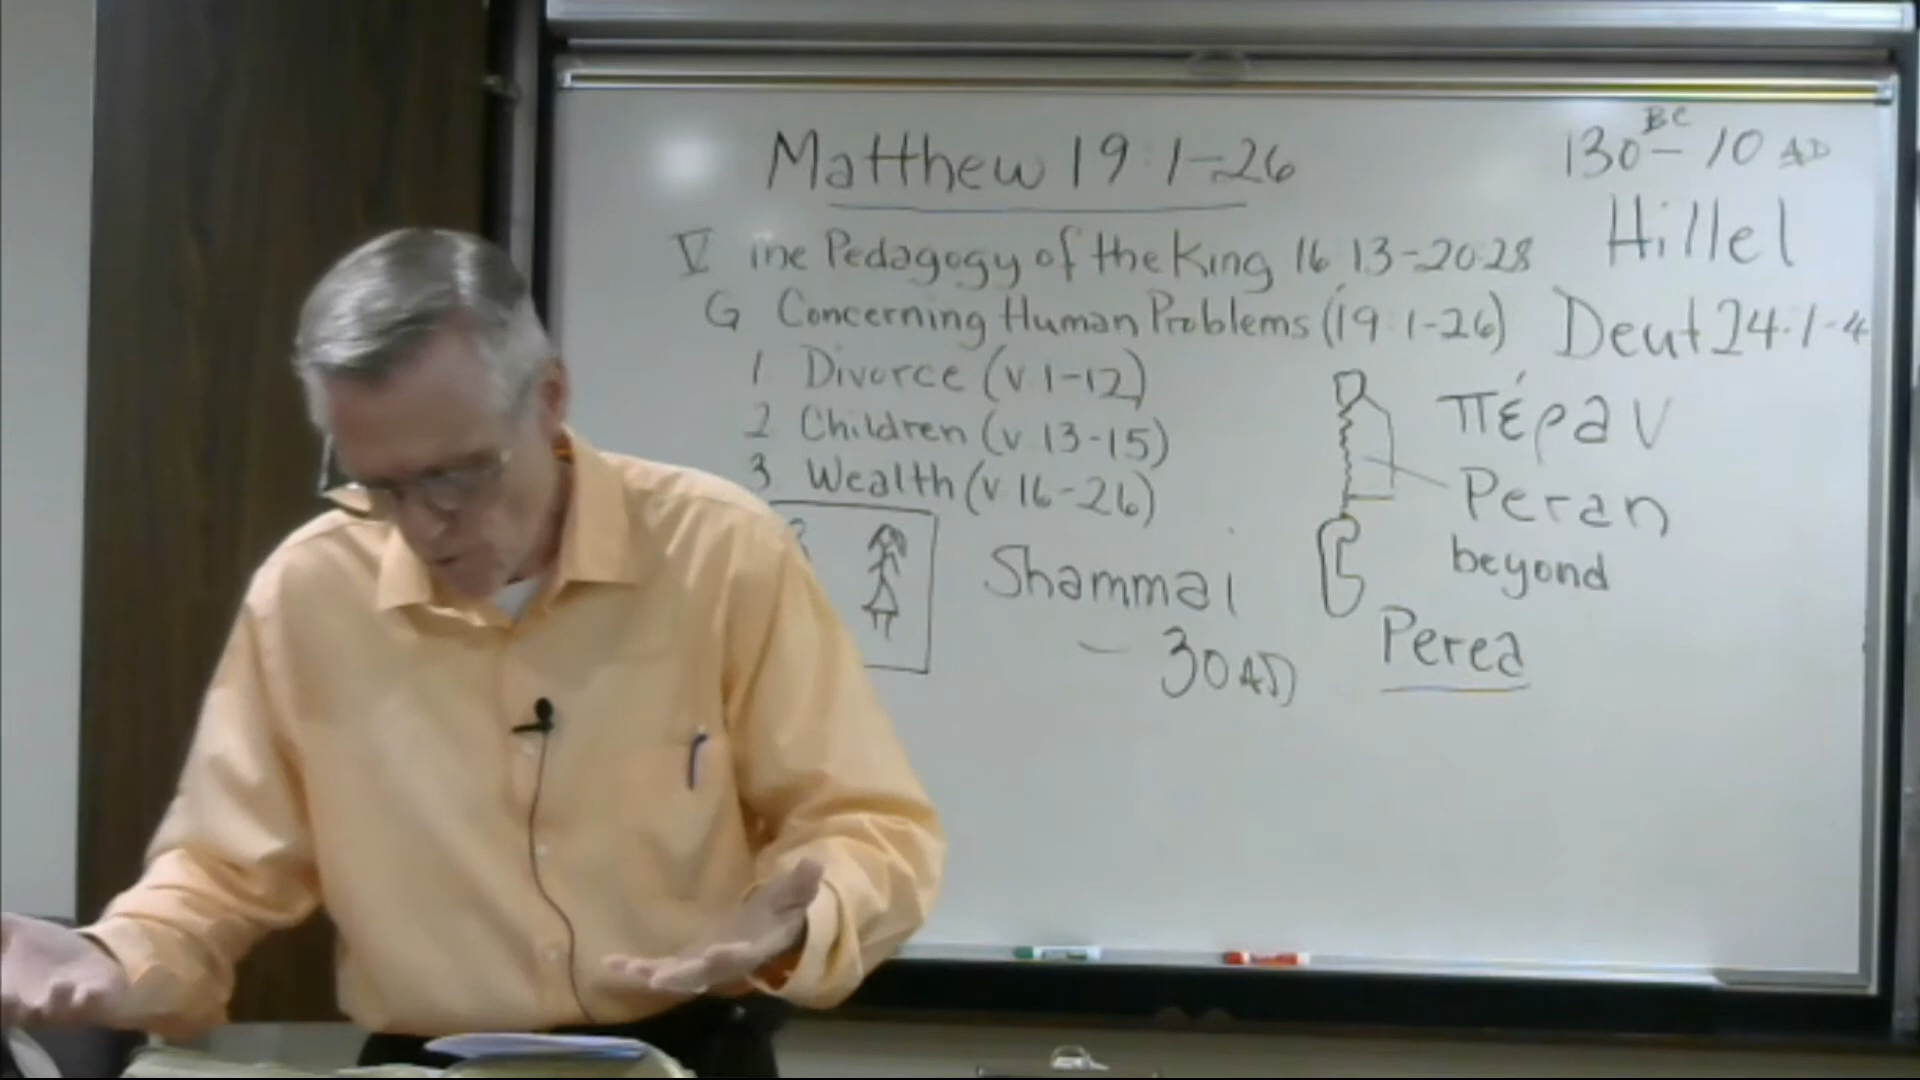 Matthew 19:1-26
V ine Pedagogy of the King 16 13-20:28
G Concerning Human Problems (19:1-26)
1 Divorce (v. 1-12)
2 Children (v 13-15)
3 Wealth (v 16-26)
Shammai
- 30 AD
130 BC - 10 AD
Hillel
Deut 24:1-4
πέραν
Peran
beyond
Perea